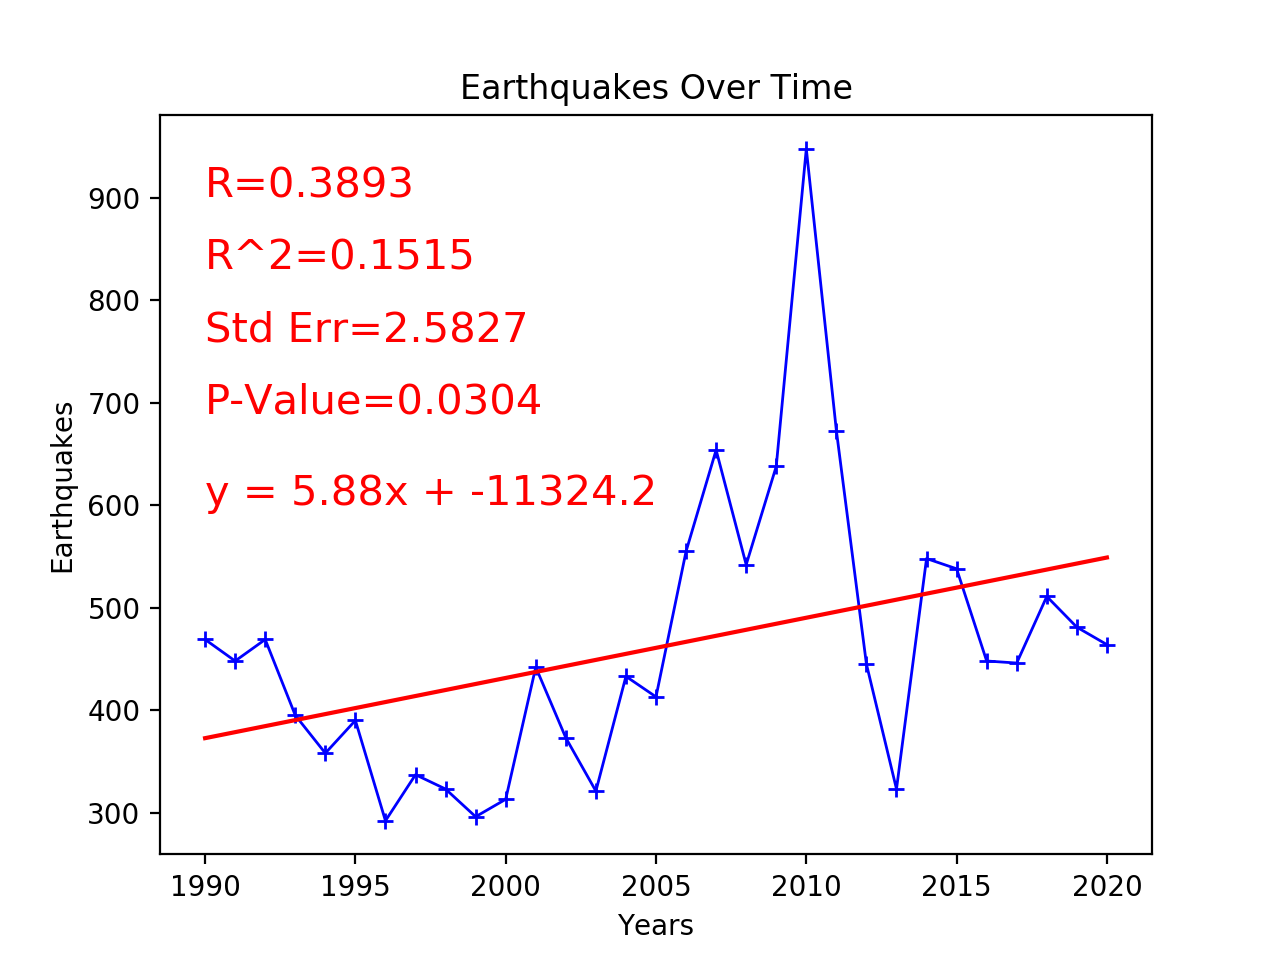 Earthquakes Over Time
R=0.3893
R^2=0.1515
Std Err=2.5827
P-Value=0.0304
y = 5.88x + -11324.2
Earthquakes
900
800
700
600
500
400
300
1990 1995 2000 2005 2010 2015 2020
Years